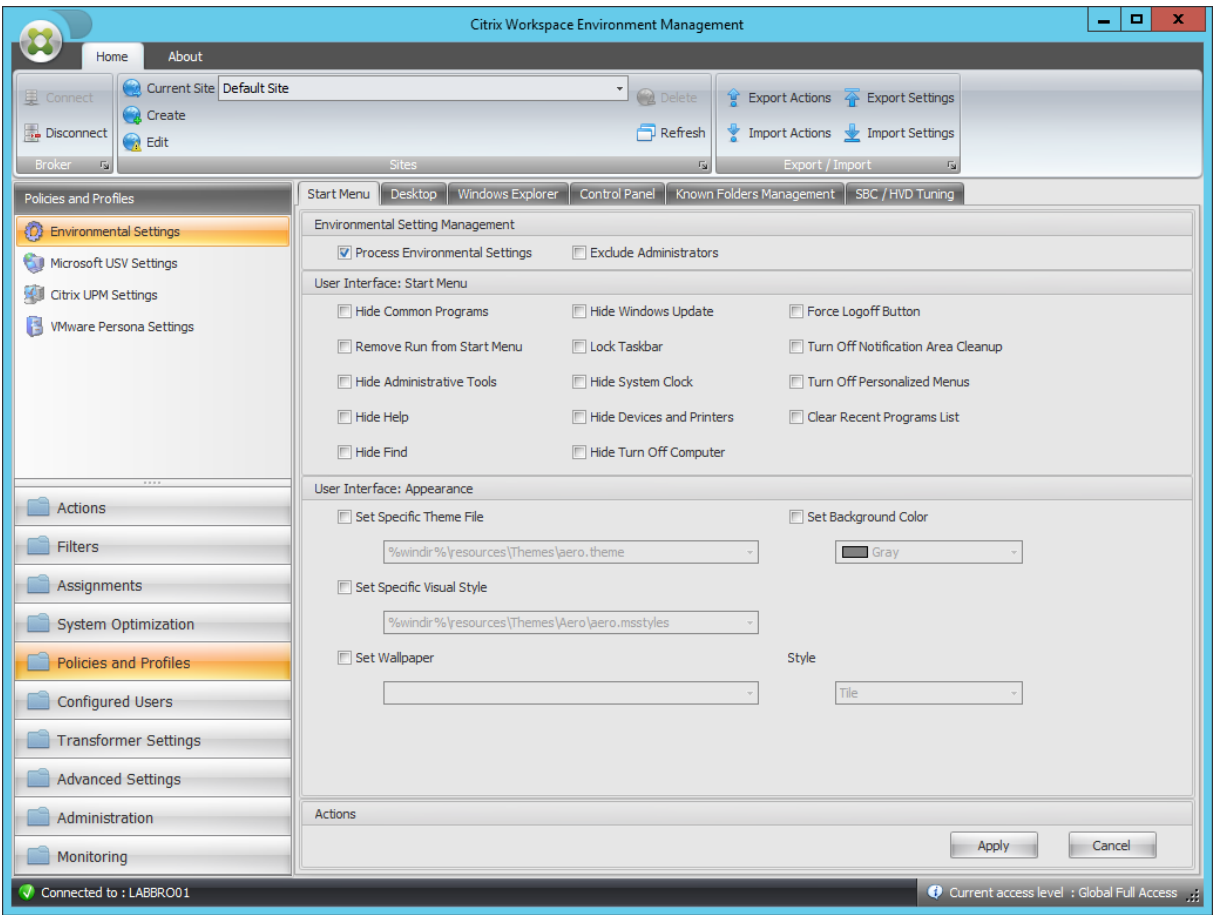 Citrix Workspace Environment Management
Home About
Connect
Disconnect
Broker
Current Site Default Site
Create
Edit
Delete
Refresh
Sites
Export Actions Export Settings
Import Actions Import Settings
Export / Import
Policies and Profiles
Environmental Settings
Microsoft USV Settings
Citrix UPM Settings
VMware Persona Settings
Actions
Filters
Assignments
System Optimization
Policies and Profiles
Configured Users
Transformer Settings
Advanced Settings
Administration
Monitoring
Start Menu Desktop Windows Explorer Control Panel Known Folders Management SBC / HVD Tuning
Environmental Setting Management
Process Environmental Settings Exclude Administrators
User Interface: Start Menu
Hide Common Programs Hide Windows Update Force Logoff Button
Remove Run from Start Menu Lock Taskbar Turn Off Notification Area Cleanup
Hide Administrative Tools Hide System Clock Turn Off Personalized Menus
Hide Help Hide Devices and Printers Clear Recent Programs List
Hide Find Hide Turn Off Computer
User Interface: Appearance
Set Specific Theme File Set Background Color
%windir%\resources\Themes\aero.theme Gray
Set Specific Visual Style
%windir%\resources\Themes\Aero\aero.msstyles
Set Wallpaper Style
Tile
Actions
Apply Cancel
Connected to : LABBRO01 Current access level : Global Full Access